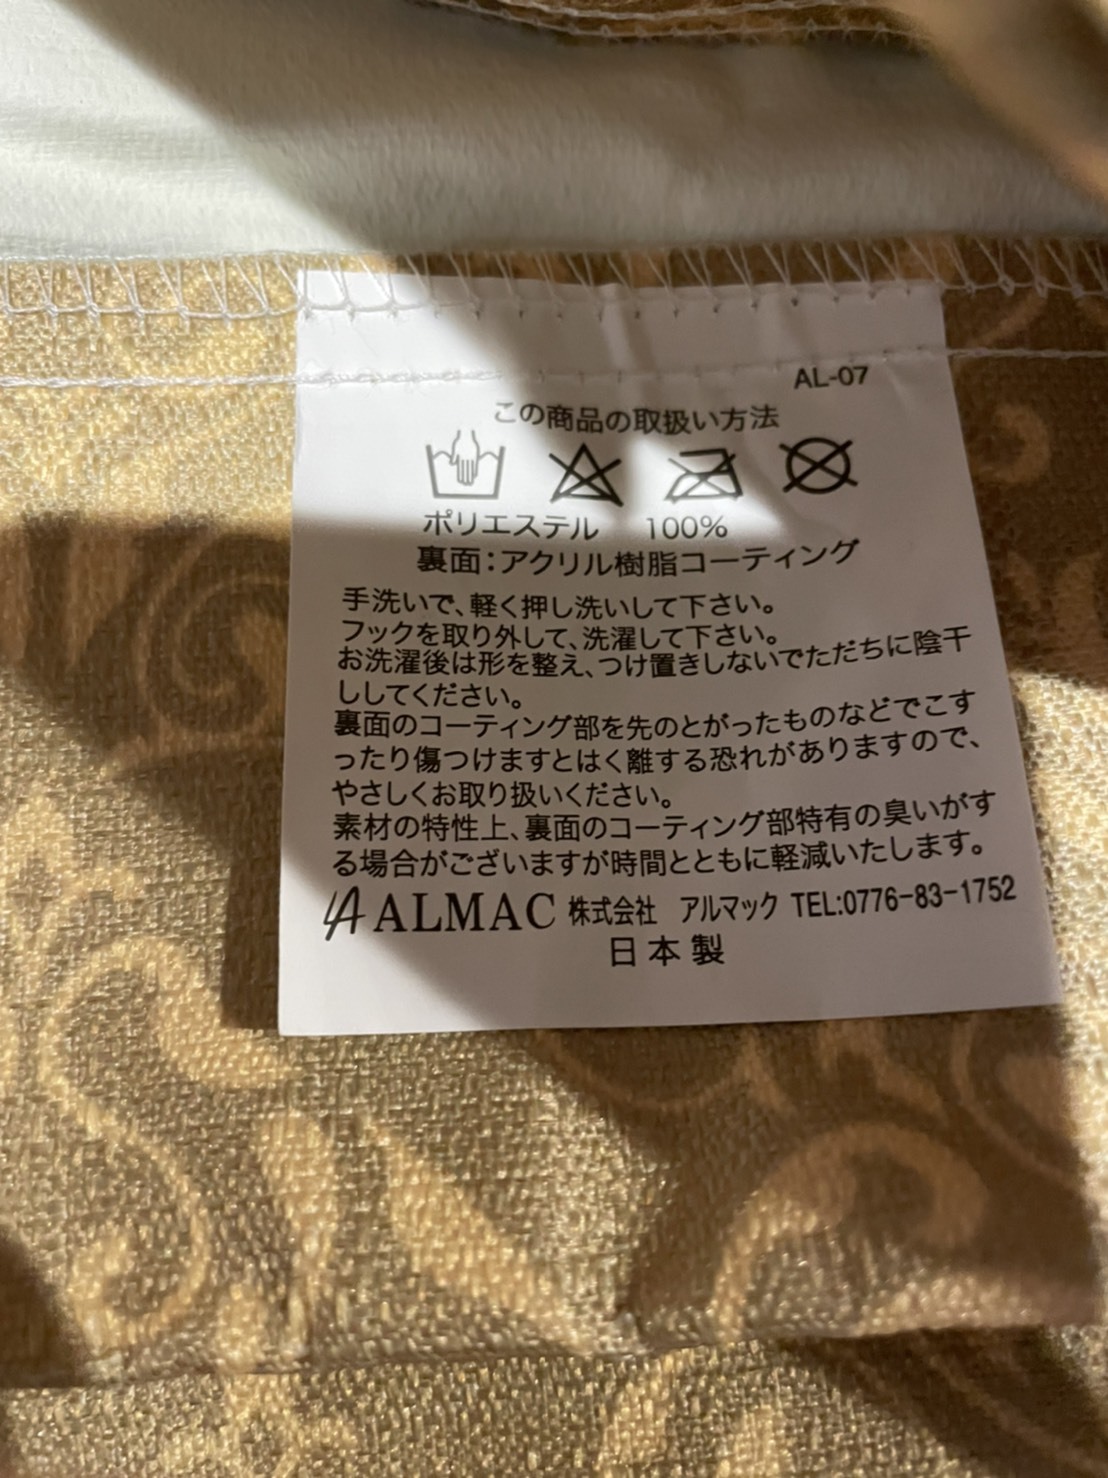 AL-07
この商品の取扱い方法
ポリエステル 100%
裏面:アクリル樹脂コーティング
手洗いで、軽く押し洗いして下さい。
フックを取り外して、洗濯して下さい。
お洗濯後は形を整え、つけ置きしないでただちに陰干
ししてください。
裏面のコーティング部を先のとがったものなどでこす
ったり傷つけますとはく離する恐れがありますので、
やさしくお取り扱いください。
素材の特性上、裏面のコーティング部特有の臭いがす
る場合がございますが時間とともに軽減いたします。
ALMAC 株式会社 アルマック TEL:0776-83-1752
日本製